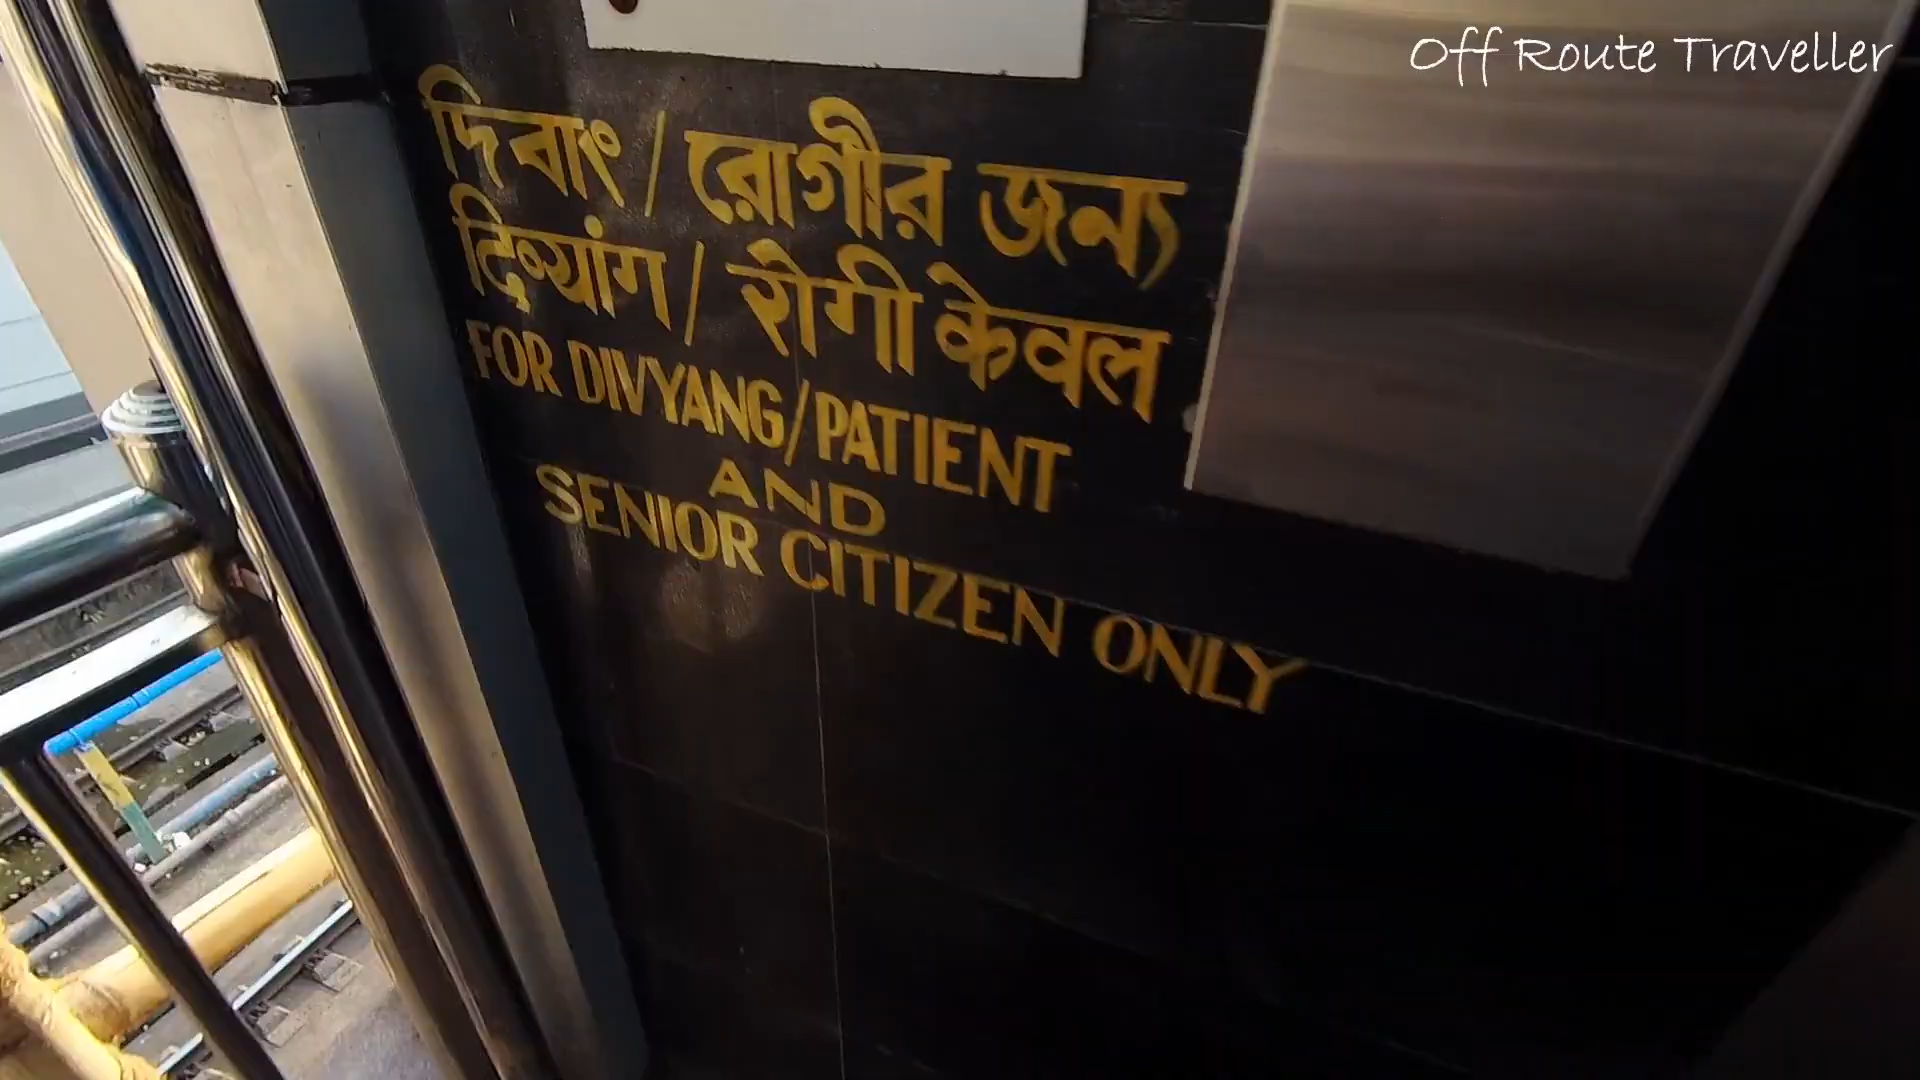 Off Route Traveller
দিবাং / রোগীর জন্য
दिव्यांग / रोगी केवल
FOR DIVYANG/PATIENT
AND
SENIOR CITIZEN ONLY